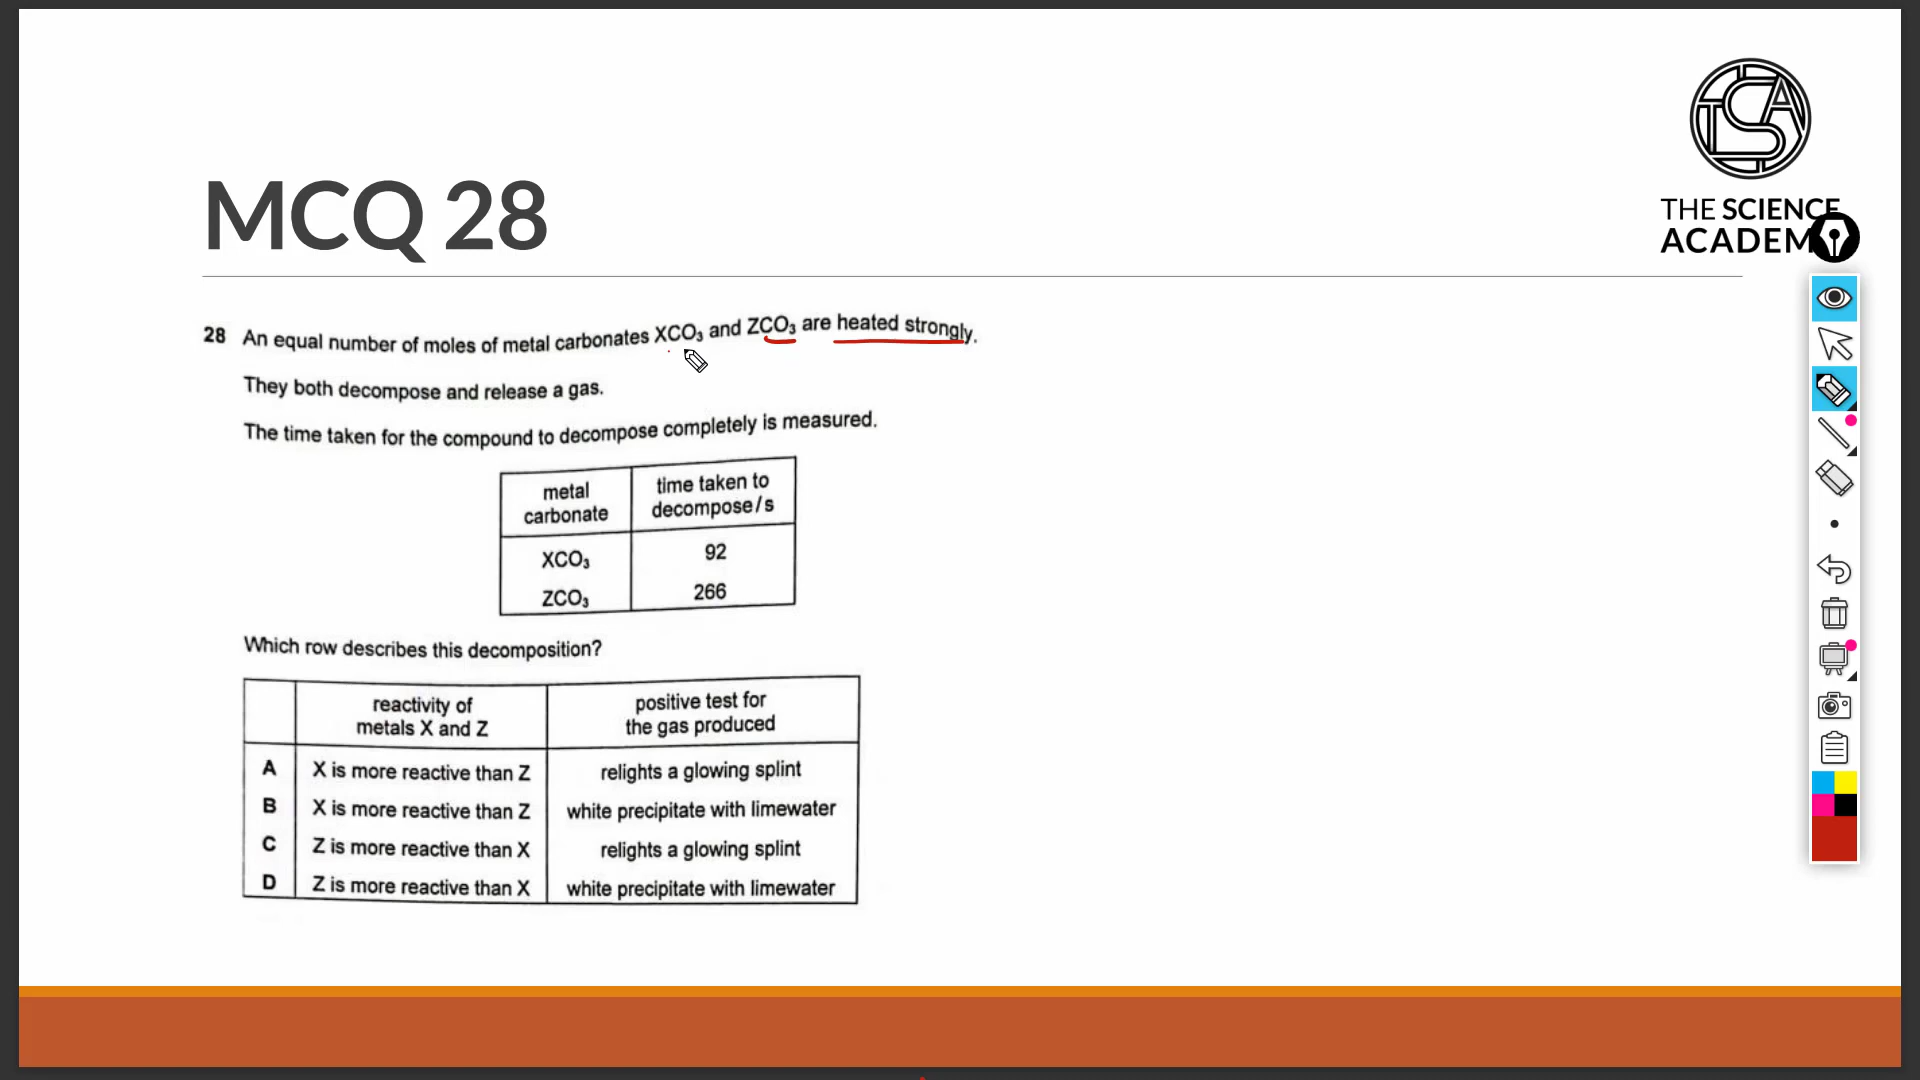 THE SCIENCE
ACADEM
MCQ 28
28 An equal number of moles of metal carbonates XCO₃ and ZCO₃ are heated strongly.
They both decompose and release a gas.
The time taken for the compound to decompose completely is measured.
metal carbonate time taken to decompose/s
XCO₃ 92
ZCO₃ 266
Which row describes this decomposition?
reactivity of metals X and Z positive test for the gas produced
A X is more reactive than Z relights a glowing splint
B X is more reactive than Z white precipitate with limewater
C Z is more reactive than X relights a glowing splint
D Z is more reactive than X white precipitate with limewater